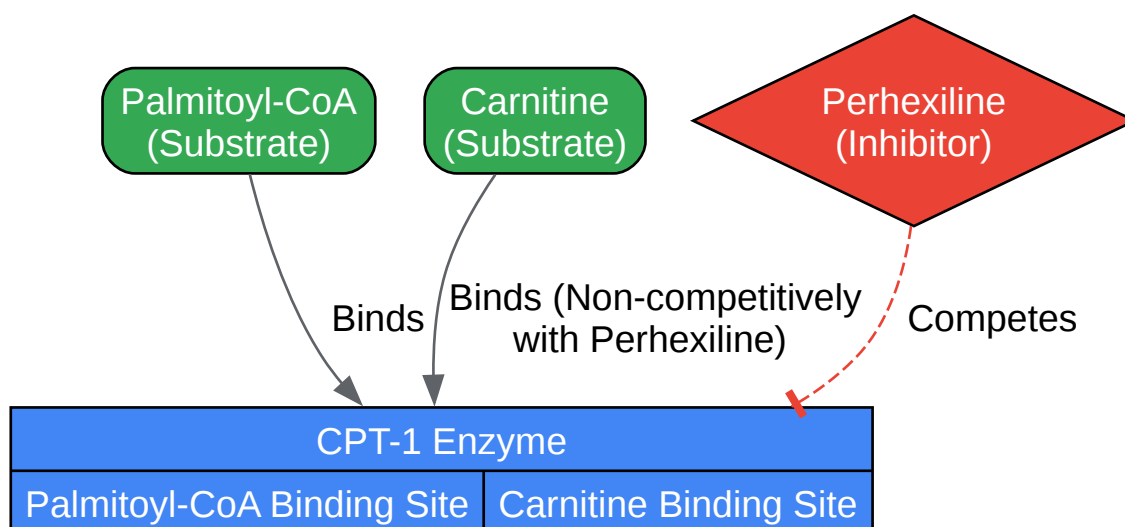 Palmitoyl-CoA
(Substrate)
Carnitine
(Substrate)
Perhexiline
(Inhibitor)
Binds
Binds (Non-competitively
with Perhexiline)
Competes
CPT-1 Enzyme
Palmitoyl-CoA Binding Site
Carnitine Binding Site